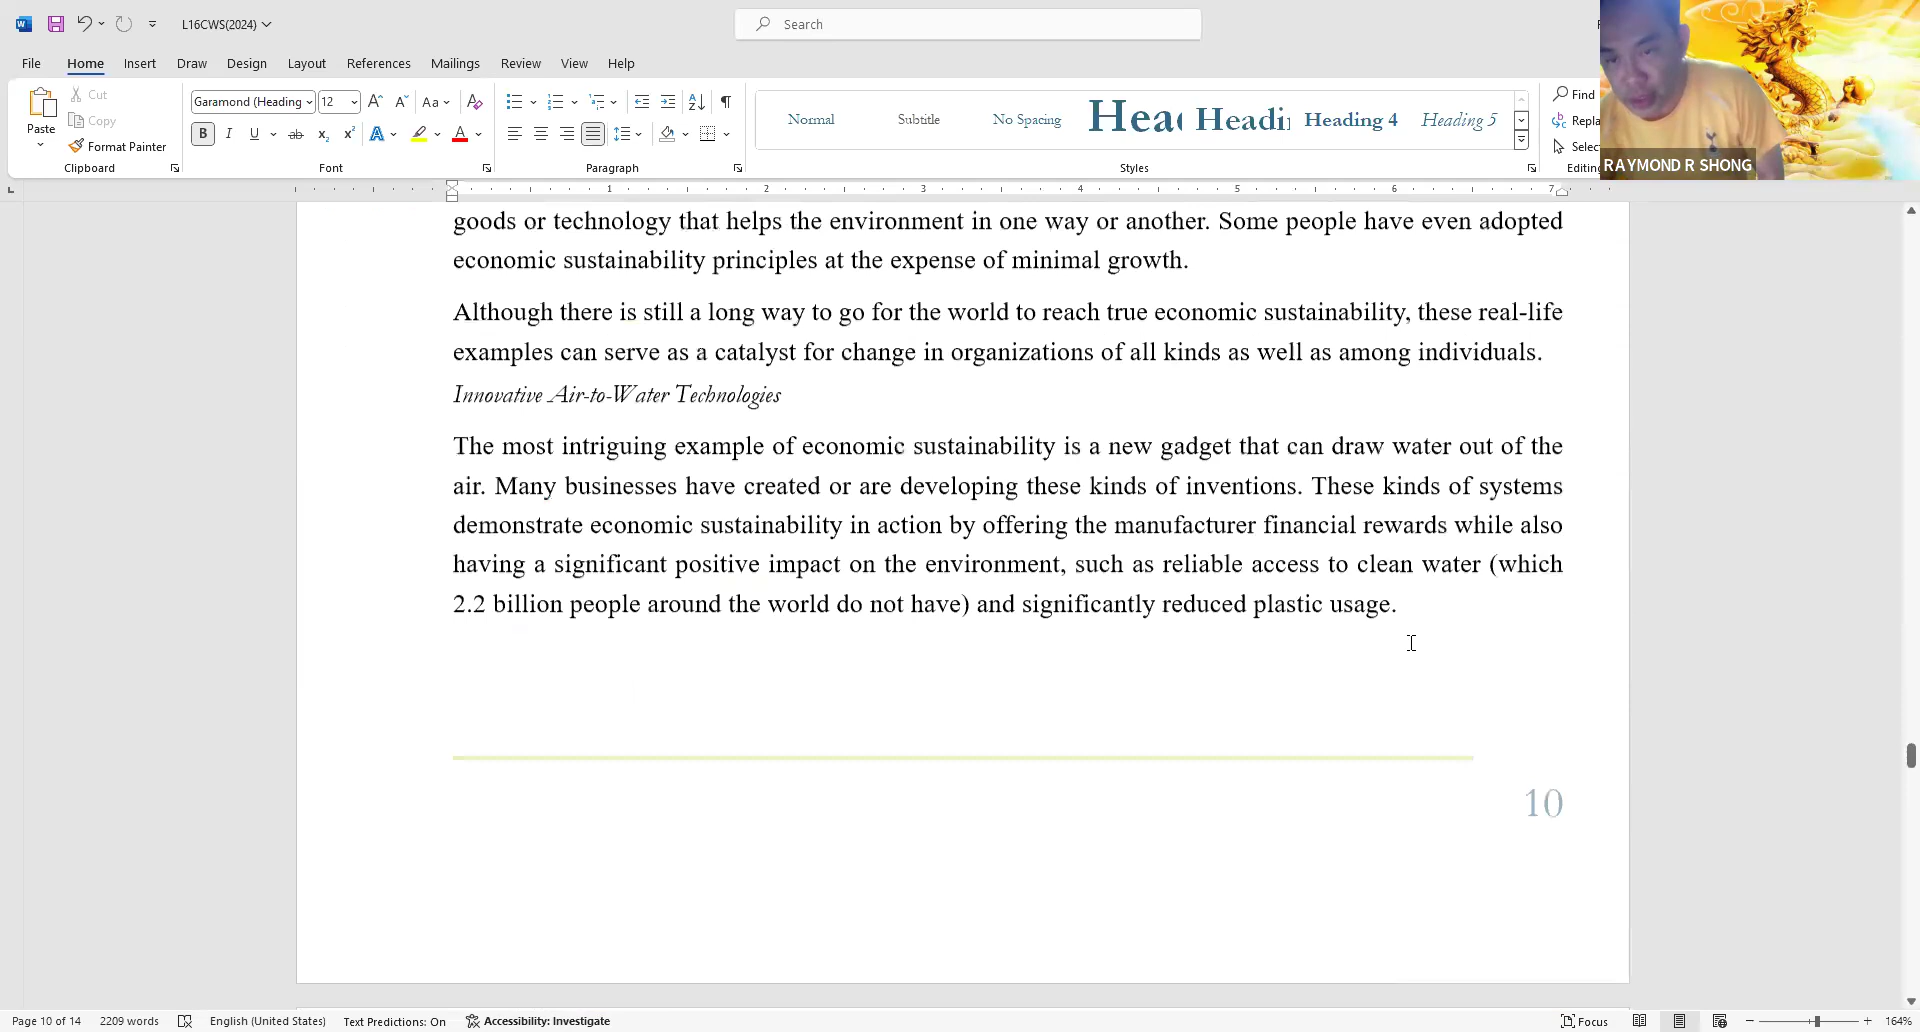 L16CWS(2024)
Search
File Home Insert Draw Design Layout References Mailings Review View Help
Cut
Copy
Paste
Format Painter
Clipboard
Garamond (Heading 12
Font
Paragraph
Normal Subtitle No Spacing Heading 4 Heading 5
Styles
Find
Editing
RAYMOND R SHONG
1 2 3 4 5 6 7
goods or technology that helps the environment in one way or another. Some people have even adopted
economic sustainability principles at the expense of minimal growth.
Although there is still a long way to go for the world to reach true economic sustainability, these real-life
examples can serve as a catalyst for change in organizations of all kinds as well as among individuals.
Innovative Air-to-Water Technologies
The most intriguing example of economic sustainability is a new gadget that can draw water out of the
air. Many businesses have created or are developing these kinds of inventions. These kinds of systems
demonstrate economic sustainability in action by offering the manufacturer financial rewards while also
having a significant positive impact on the environment, such as reliable access to clean water (which
2.2 billion people around the world do not have) and significantly reduced plastic usage.
10
Page 10 of 14 2209 words English (United States) Text Predictions: On Accessibility: Investigate Focus 164%